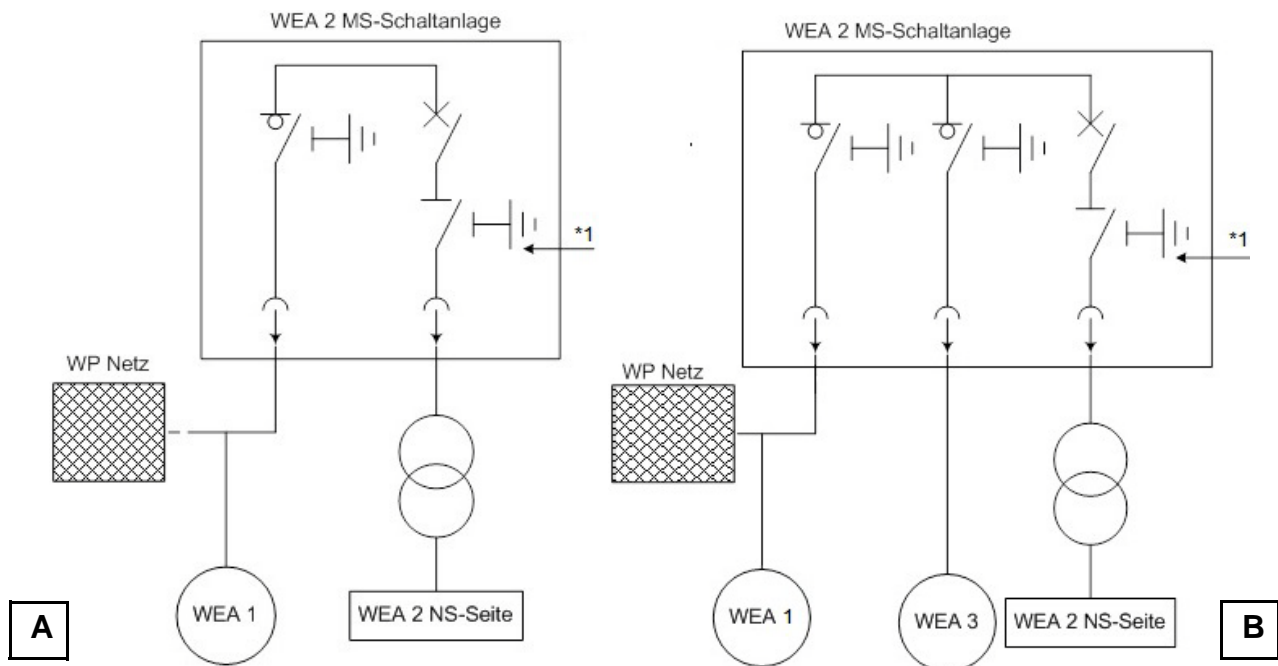 WEA 2 MS-Schaltanlage
*1
WP Netz
WEA 1
WEA 2 NS-Seite
A
WEA 2 MS-Schaltanlage
*1
WP Netz
WEA 1
WEA 3
WEA 2 NS-Seite
B